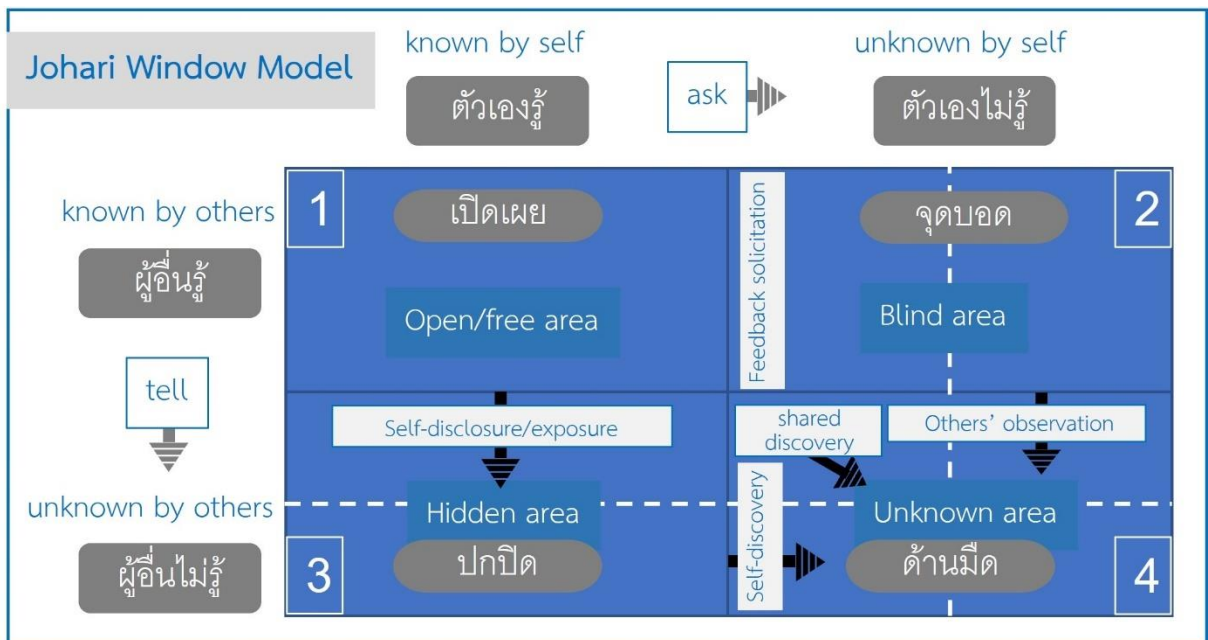 Johari Window Model
known by self
ตัวเองรู้
ask
unknown by self
ตัวเองไม่รู้
known by others
ผู้อื่นรู้
tell
unknown by others
ผู้อื่นไม่รู้
1
เปิดเผย
Open/free area
Feedback solicitation
จุดบอด
2
Blind area
Self-disclosure/exposure
shared
discovery
Others' observation
Hidden area
ปกปิด
3
Self-discovery
Unknown area
ด้านมืด
4